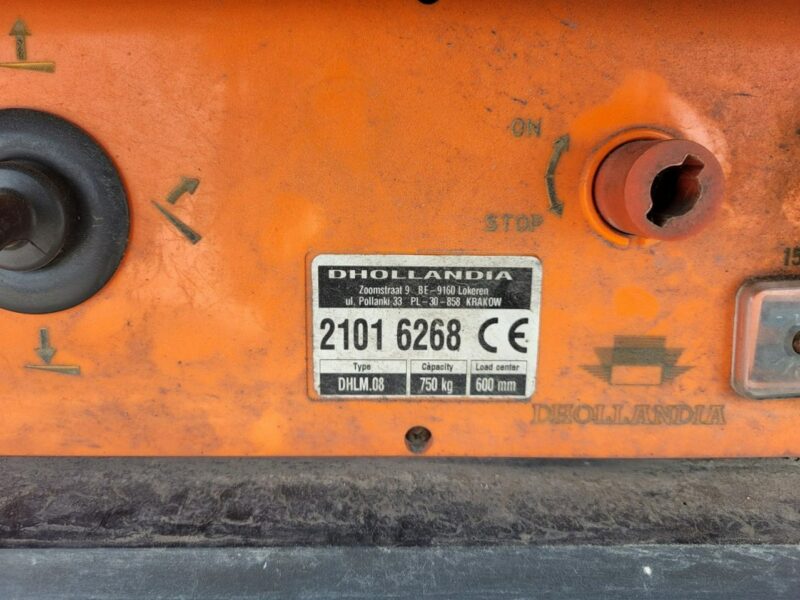 ON
STOP
15
DHOLLANDIA
Zoomstraat 9 BE-9160 Lokeren
ul. Pollanki 33 PL-30-858 KRAKOW
2101 6268 CE
Type Capacity Load center
DHLM.08 750 kg 600 mm
DHOLLANDIA